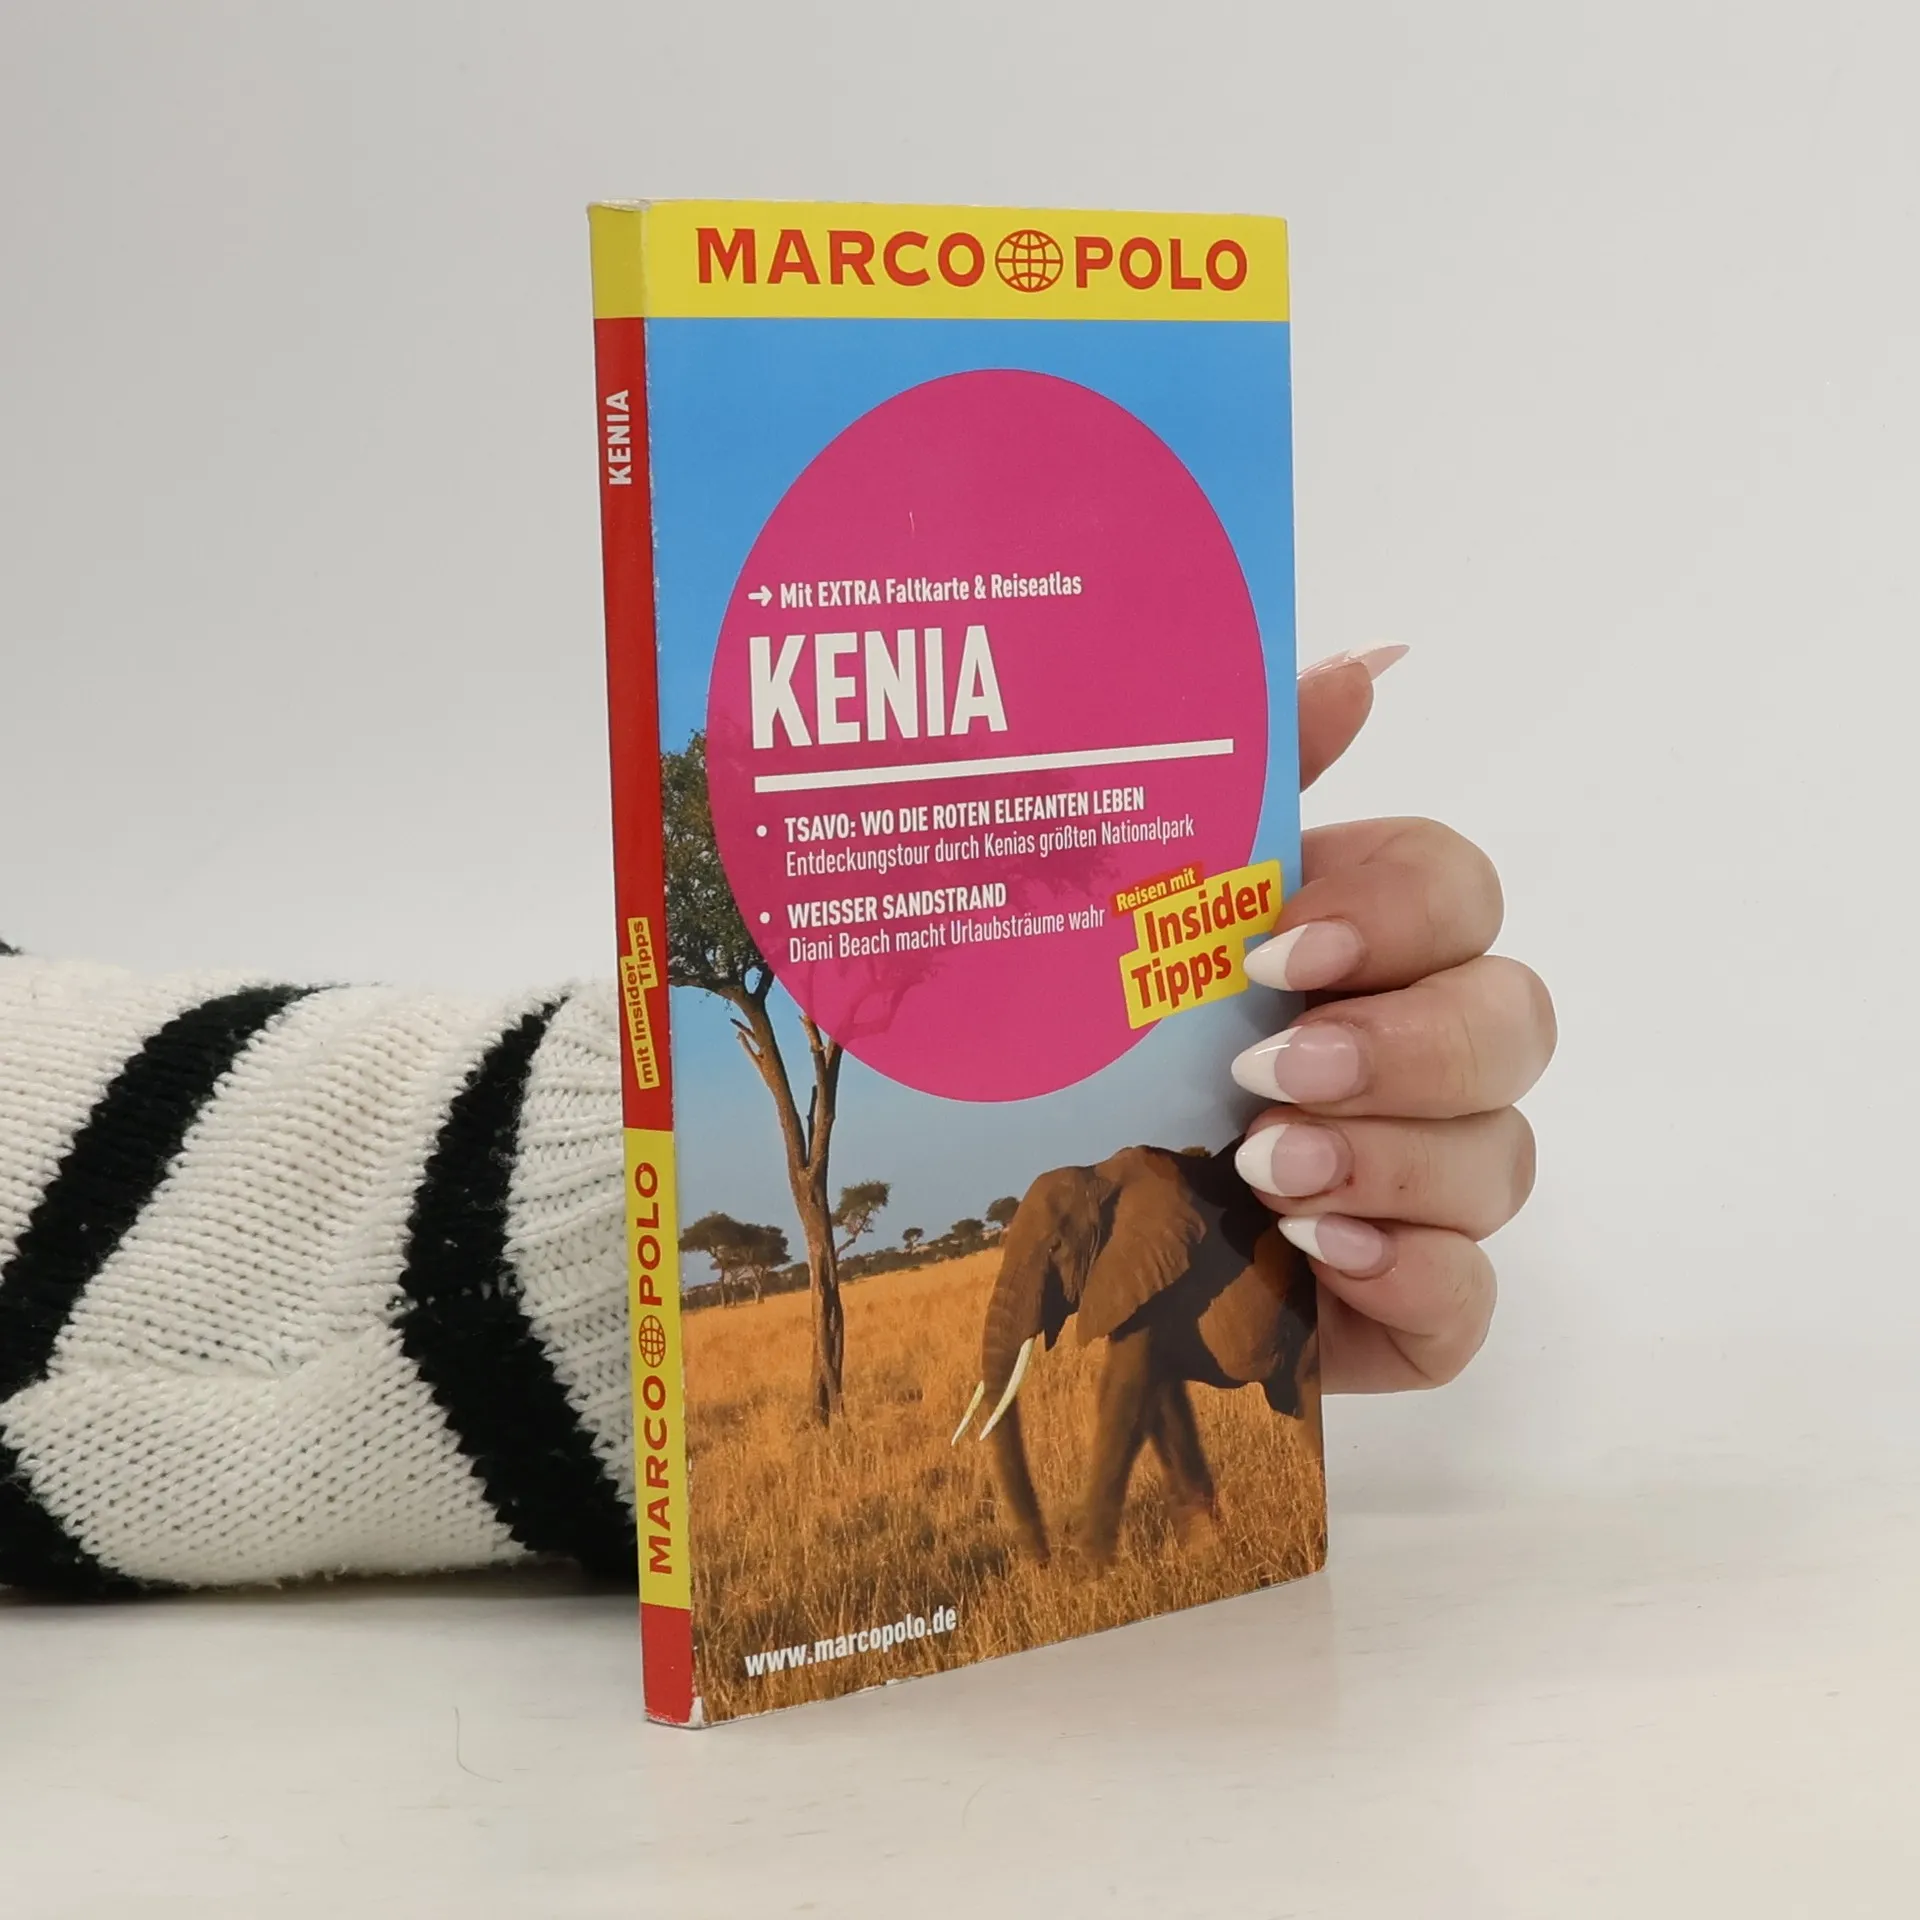 MARCO POLO
KENIA
mit Insider
Tipps
MARCO POLO
➔ Mit EXTRA Faltkarte & Reiseatlas
KENIA
• TSAVO: WO DIE ROTEN ELEFANTEN LEBEN
Entdeckungstour durch Kenias größten Nationalpark
• WEISSER SANDSTRAND
Diani Beach macht Urlaubsträume wahr
Reisen mit
Insider
Tipps
www.marcopolo.de